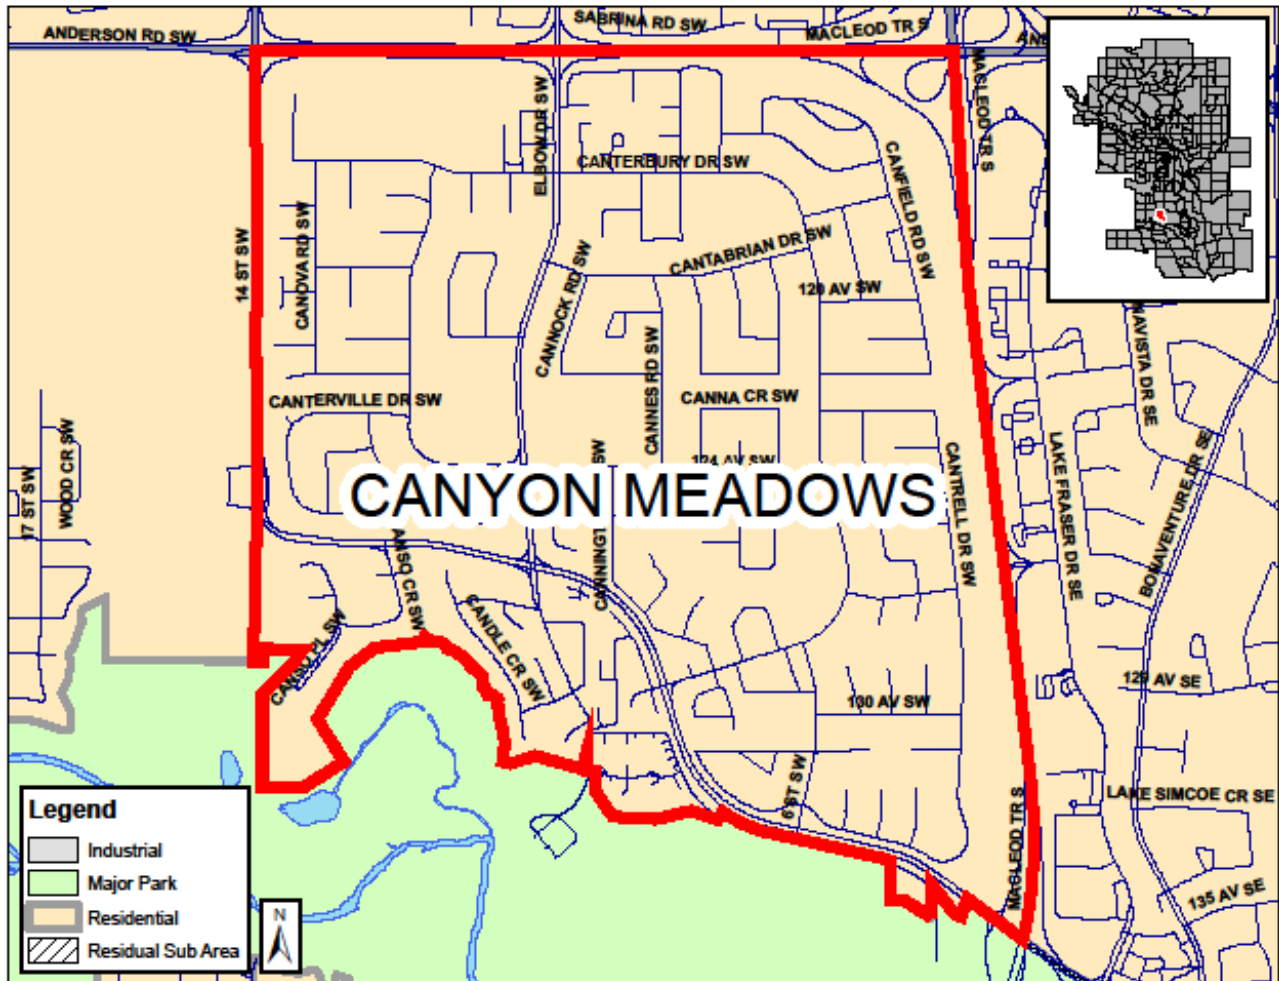 SABRINA RD SW
ANDERSON RD SW
MACLEOD TR S
MACLEOD TR S
ELBOW DR SW
CANTERBURY DR SW
CANFIELD RD SW
14 ST SW
CANOVA RD SW
CANTABRIAN DR SW
CANNOCK RD SW
120 AV SW
NAVISTA DR SE
CANNES RD SW
CANTERVILLE DR SW
CANNA CR SW
WOOD CR SW
17 ST SW
124 AV SW
LAKE FRASER DR SE
BONAVENTURE DR SE
CANYON MEADOWS
CANTRELL DR SW
ANSO CR SW
CANSO PL SW
CANDLE CR SW
129 AV SE
130 AV SW
6 ST SW
LAKE SIMCOE CR SE
MACLEOD TR S
135 AV SE
Legend
Industrial
Major Park
Residential
Residual Sub Area
N